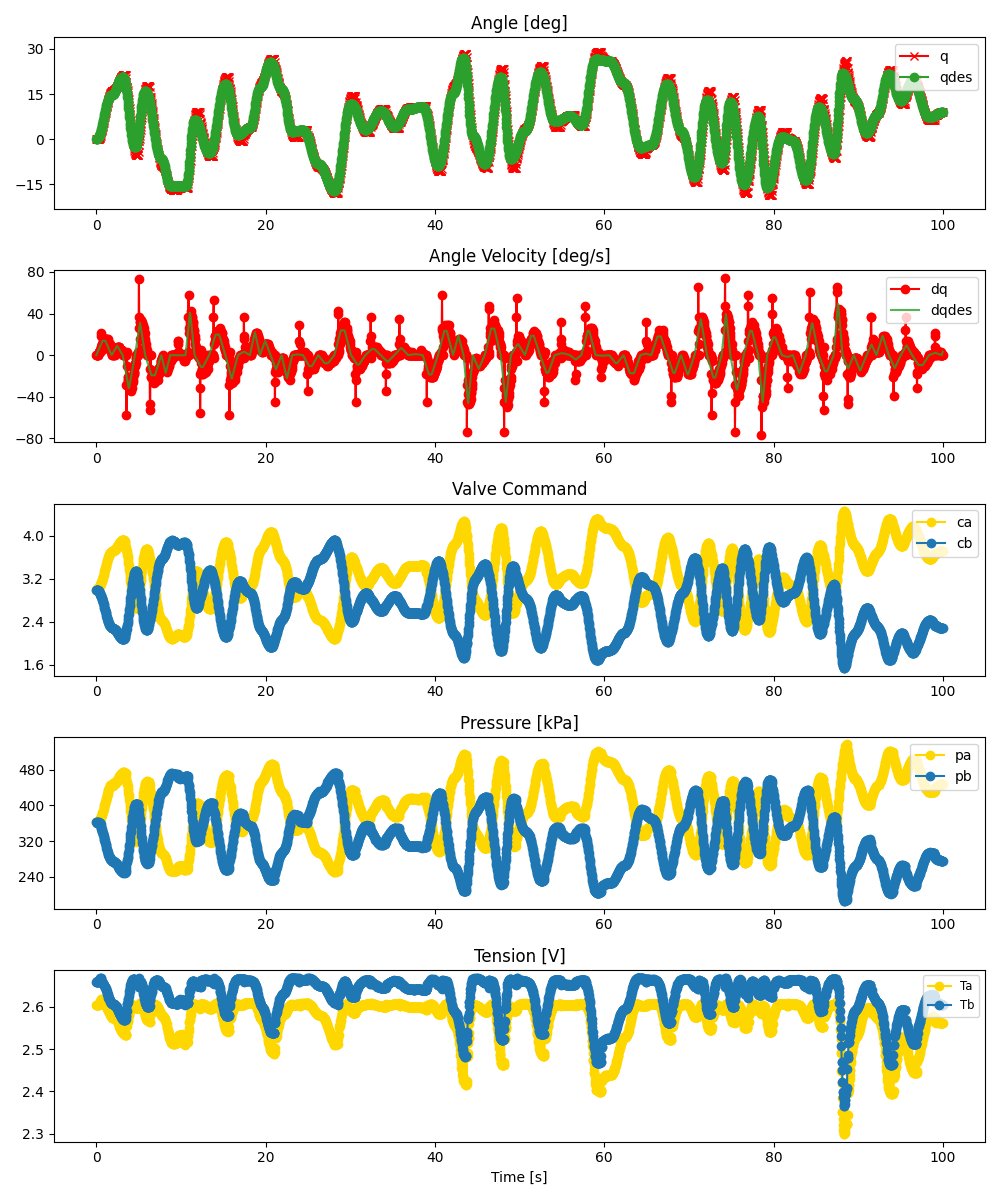 Angle [deg]
30
15
0
−15
q
qdes
0 20 40 60 80 100
Angle Velocity [deg/s]
80
40
0
−40
−80
dq
dqdes
0 20 40 60 80 100
Valve Command
4.0
3.2
2.4
1.6
ca
cb
0 20 40 60 80 100
Pressure [kPa]
480
400
320
240
pa
pb
0 20 40 60 80 100
Tension [V]
2.6
2.5
2.4
2.3
Ta
Tb
0 20 40 60 80 100
Time [s]